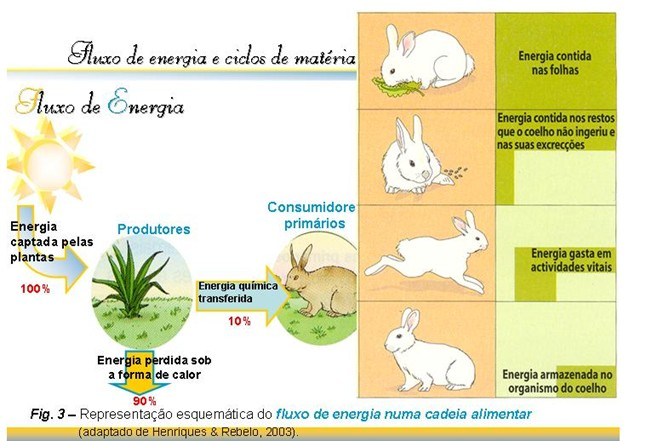 Fluxo de energia e ciclos de matéria
Fluxo de Energia
Energia
captada pelas
plantas
100%
Produtores
Energia química
transferida
10%
Consumidore
primários
Energia perdida sob
a forma de calor
90%
Energia contida
nas folhas
Energia contida nos restos
que o coelho não ingeriu e
nas suas excrecções
Energia gasta em
actividades vitais
Energia armazenada no
organismo do coelho
Fig. 3 – Representação esquemática do fluxo de energia numa cadeia alimentar
(adaptado de Henriques & Rebelo, 2003).